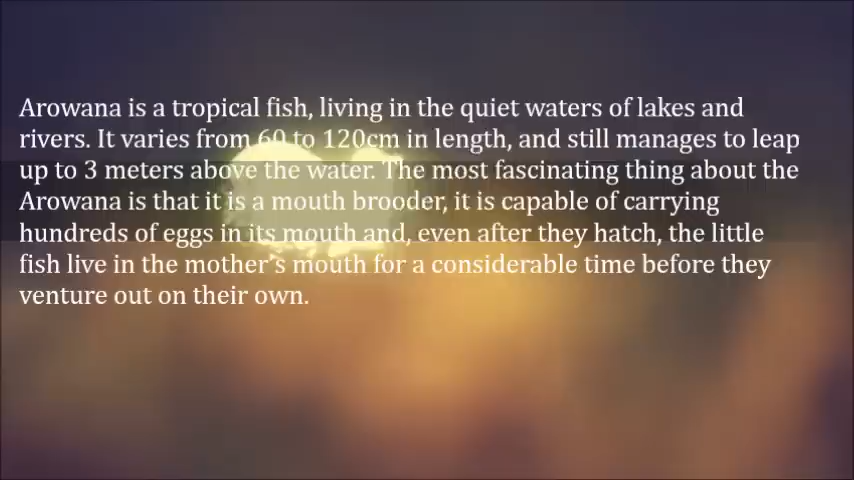 Arowana is a tropical fish, living in the quiet waters of lakes and
rivers. It varies from 60 to 120cm in length, and still manages to leap
up to 3 meters above the water. The most fascinating thing about the
Arowana is that it is a mouth brooder, it is capable of carrying
hundreds of eggs in its mouth and, even after they hatch, the little
fish live in the mother's mouth for a considerable time before they
venture out on their own.